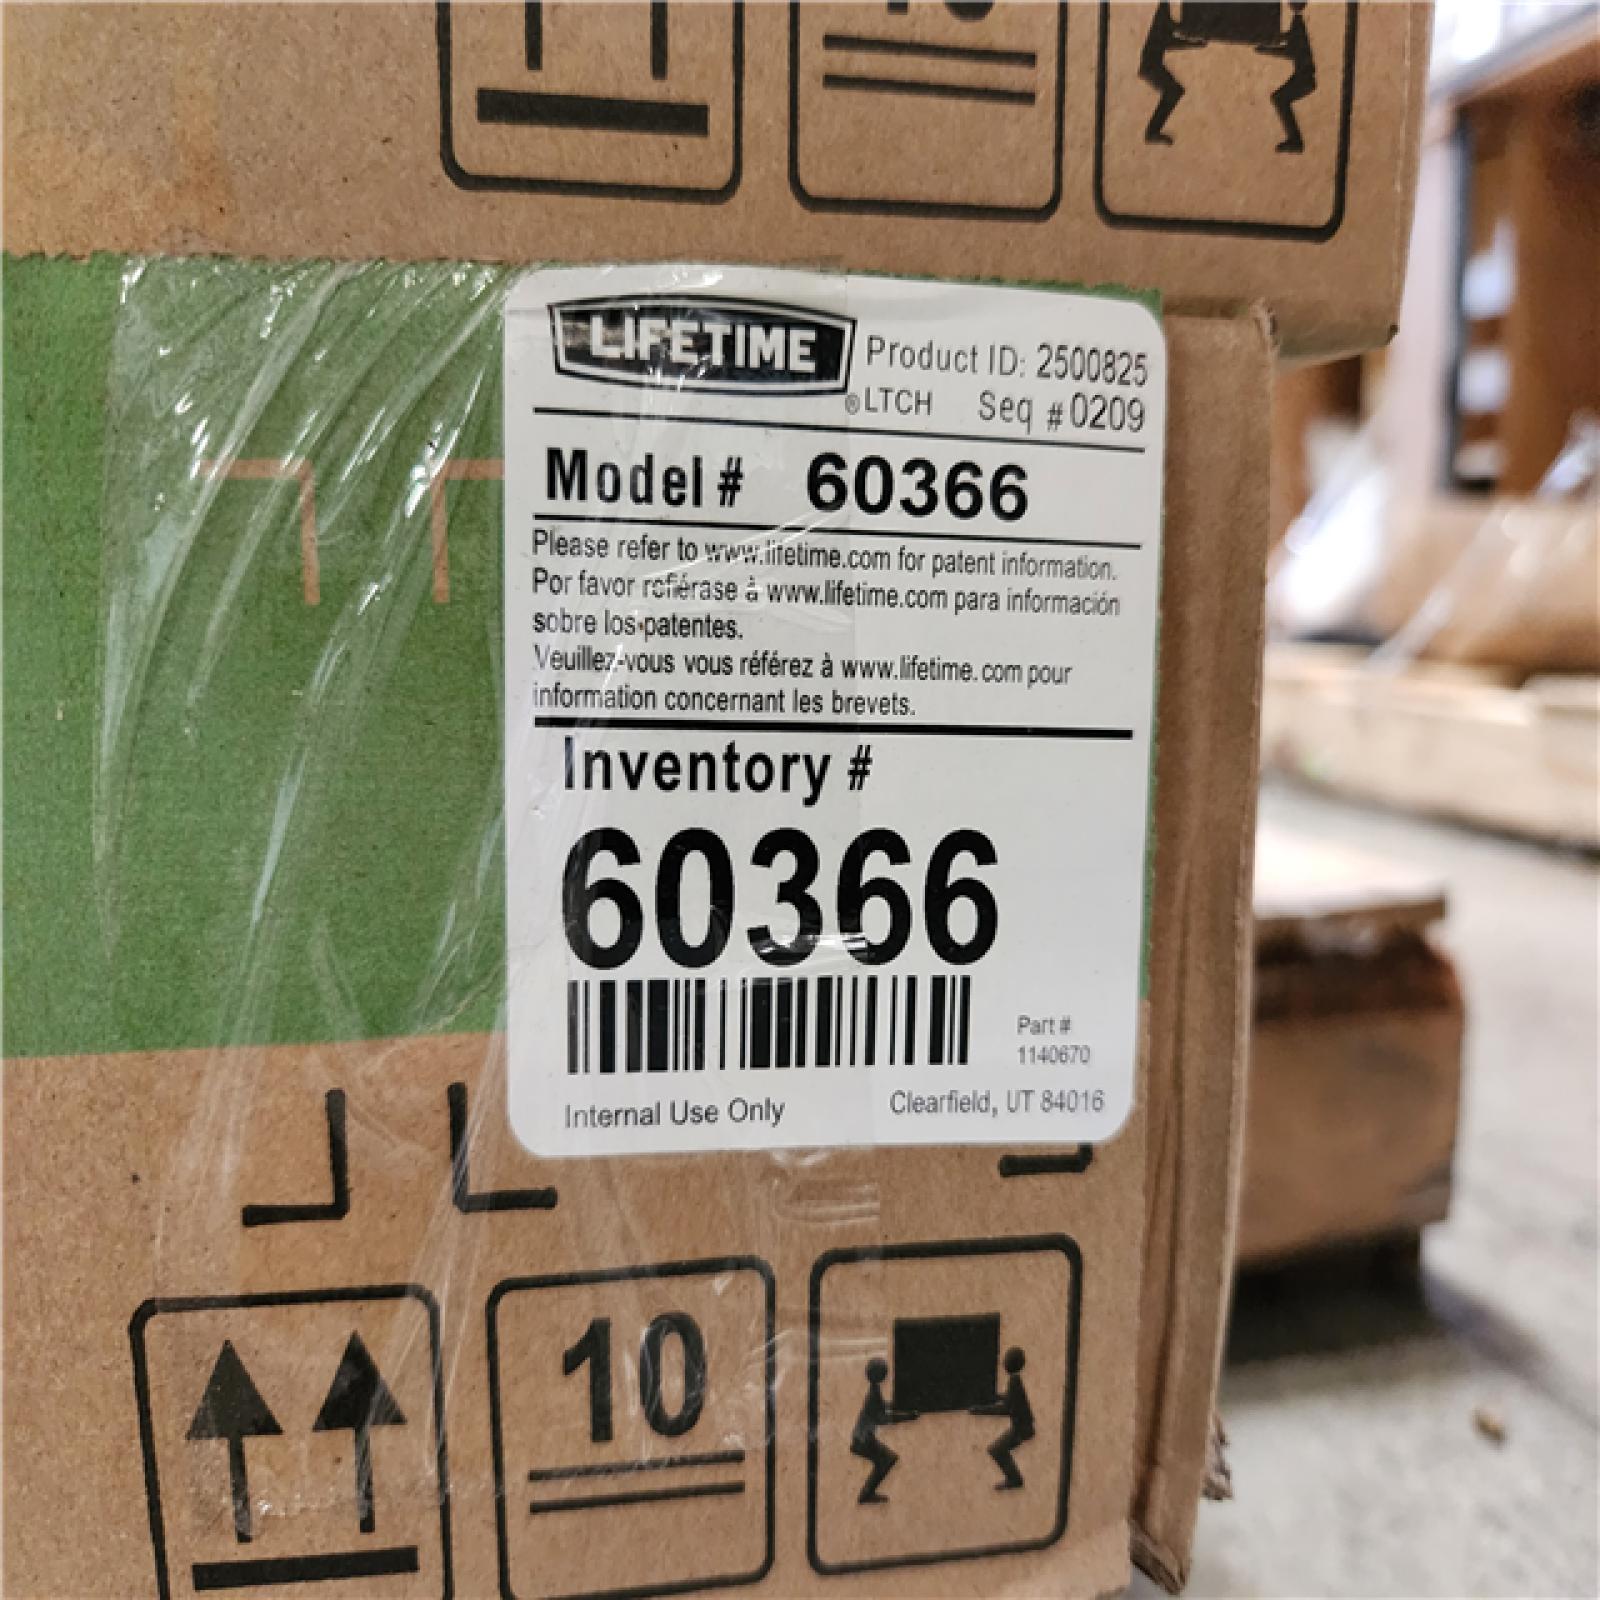 LIFETIME
Product ID: 2500825
®LTCH Seq #0209
Model # 60366
Please refer to www.lifetime.com for patent information.
Por favor refiérase à www.lifetime.com para información
sobre los patentes.
Veuillez-vous vous référez à www.lifetime.com pour
information concernant les brevets.
Inventory #
60366
Part #
1140670
Internal Use Only
Clearfield, UT 84016
10